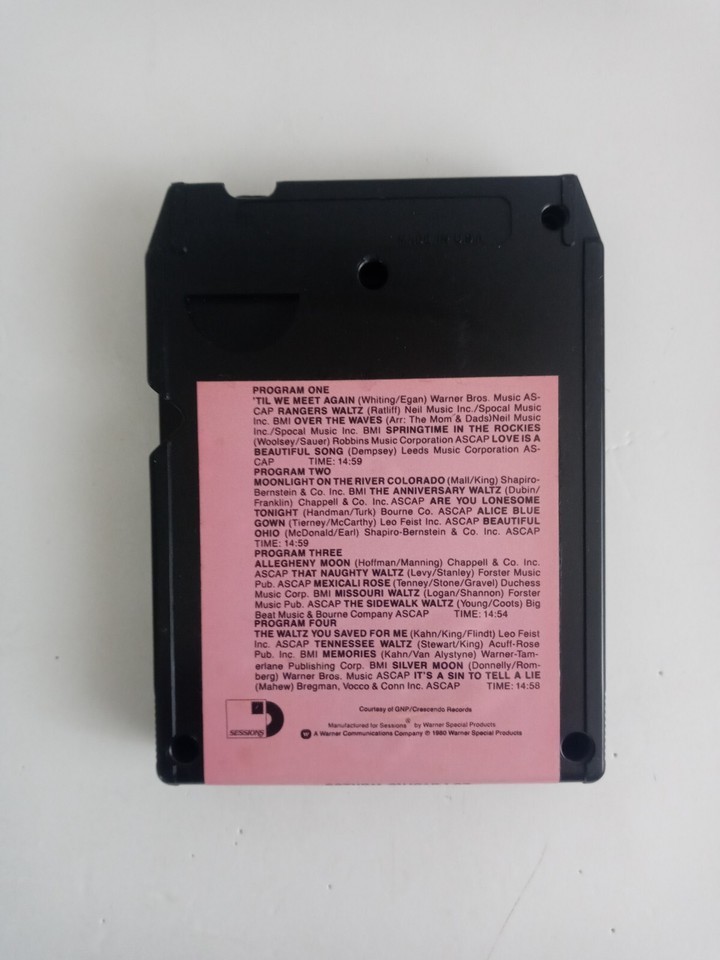 PROGRAM ONE
'TIL WE MEET AGAIN (Whiting/Egan) Warner Bros. Music AS-
CAP RANGERS WALTZ (Ratliff) Neil Music Inc./Spocal Music
Inc. BMI OVER THE WAVES (Arr: The Mom & Dads)Neil Music
Inc./Spocal Music Inc. BMI SPRINGTIME IN THE ROCKIES
(Woolsey/Sauer) Robbins Music Corporation ASCAP LOVE IS A
BEAUTIFUL SONG (Dempsey) Leeds Music Corporation AS-
CAP TIME: 14:59
PROGRAM TWO
MOONLIGHT ON THE RIVER COLORADO (Mall/King) Shapiro-
Bernstein & Co. Inc. BMI THE ANNIVERSARY WALTZ (Dubin/
Franklin) Chappell & Co. Inc. ASCAP ARE YOU LONESOME
TONIGHT (Handman/Turk) Bourne Co. ASCAP ALICE BLUE
GOWN (Tierney/McCarthy) Leo Feist Inc. ASCAP BEAUTIFUL
OHIO (McDonald/Earl) Shapiro-Bernstein & Co. Inc. ASCAP
TIME: 14:59
PROGRAM THREE
ALLEGHENY MOON (Hoffman/Manning) Chappell & Co. Inc.
ASCAP THAT NAUGHTY WALTZ (Levy/Stanley) Forster Music
Pub. ASCAP MEXICALI ROSE (Tenney/Stone/Gravel) Duchess
Music Corp. BMI MISSOURI WALTZ (Logan/Shannon) Forster
Music Pub. ASCAP THE SIDEWALK WALTZ (Young/Coots) Big
Beat Music & Bourne Company ASCAP TIME: 14:54
PROGRAM FOUR
THE WALTZ YOU SAVED FOR ME (Kahn/King/Flindt) Leo Feist
Inc. ASCAP TENNESSEE WALTZ (Stewart/King) Acuff-Rose
Pub. Inc. BMI MEMORIES (Kahn/Van Alystyne) Warner-Tam-
erlane Publishing Corp. BMI SILVER MOON (Donnelly/Rom-
berg) Warner Bros. Music ASCAP IT'S A SIN TO TELL A LIE
(Mahew) Bregman, Vocco & Conn Inc. ASCAP TIME: 14:58
Courtesy of GNP/Crescendo Records
SESSIONS
Manufactured for Sessions® by Warner Special Products
A Warner Communications Company ℗ 1980 Warner Special Products